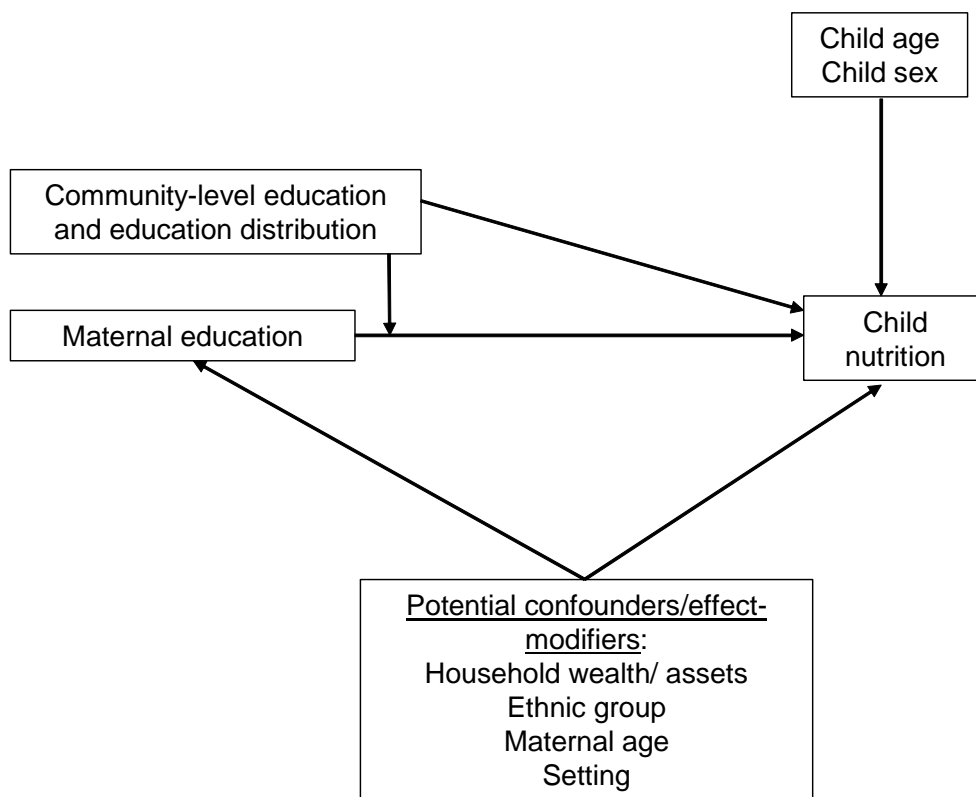 Child age
Child sex
Community-level education
and education distribution
Maternal education
Child
nutrition
Potential confounders/effect-
modifiers:
Household wealth/ assets
Ethnic group
Maternal age
Setting